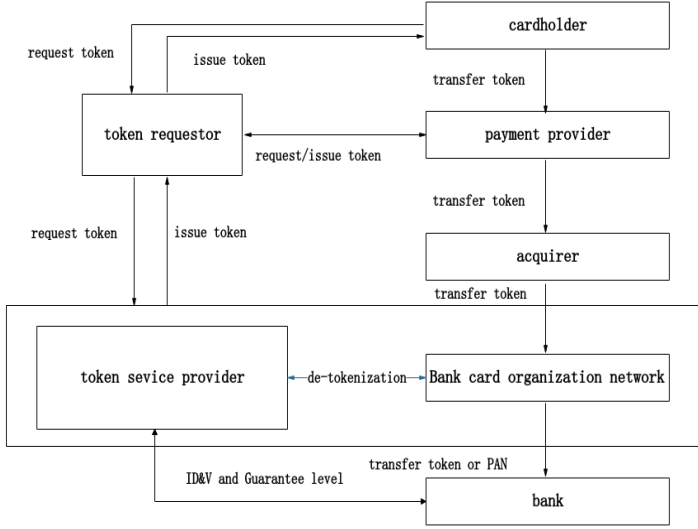 cardholder
request token
issue token
transfer token
token requestor
payment provider
request/issue token
transfer token
request token
issue token
acquirer
transfer token
token sevice provider
de-tokenization
Bank card organization network
transfer token or PAN
ID&V and Guarantee level
bank